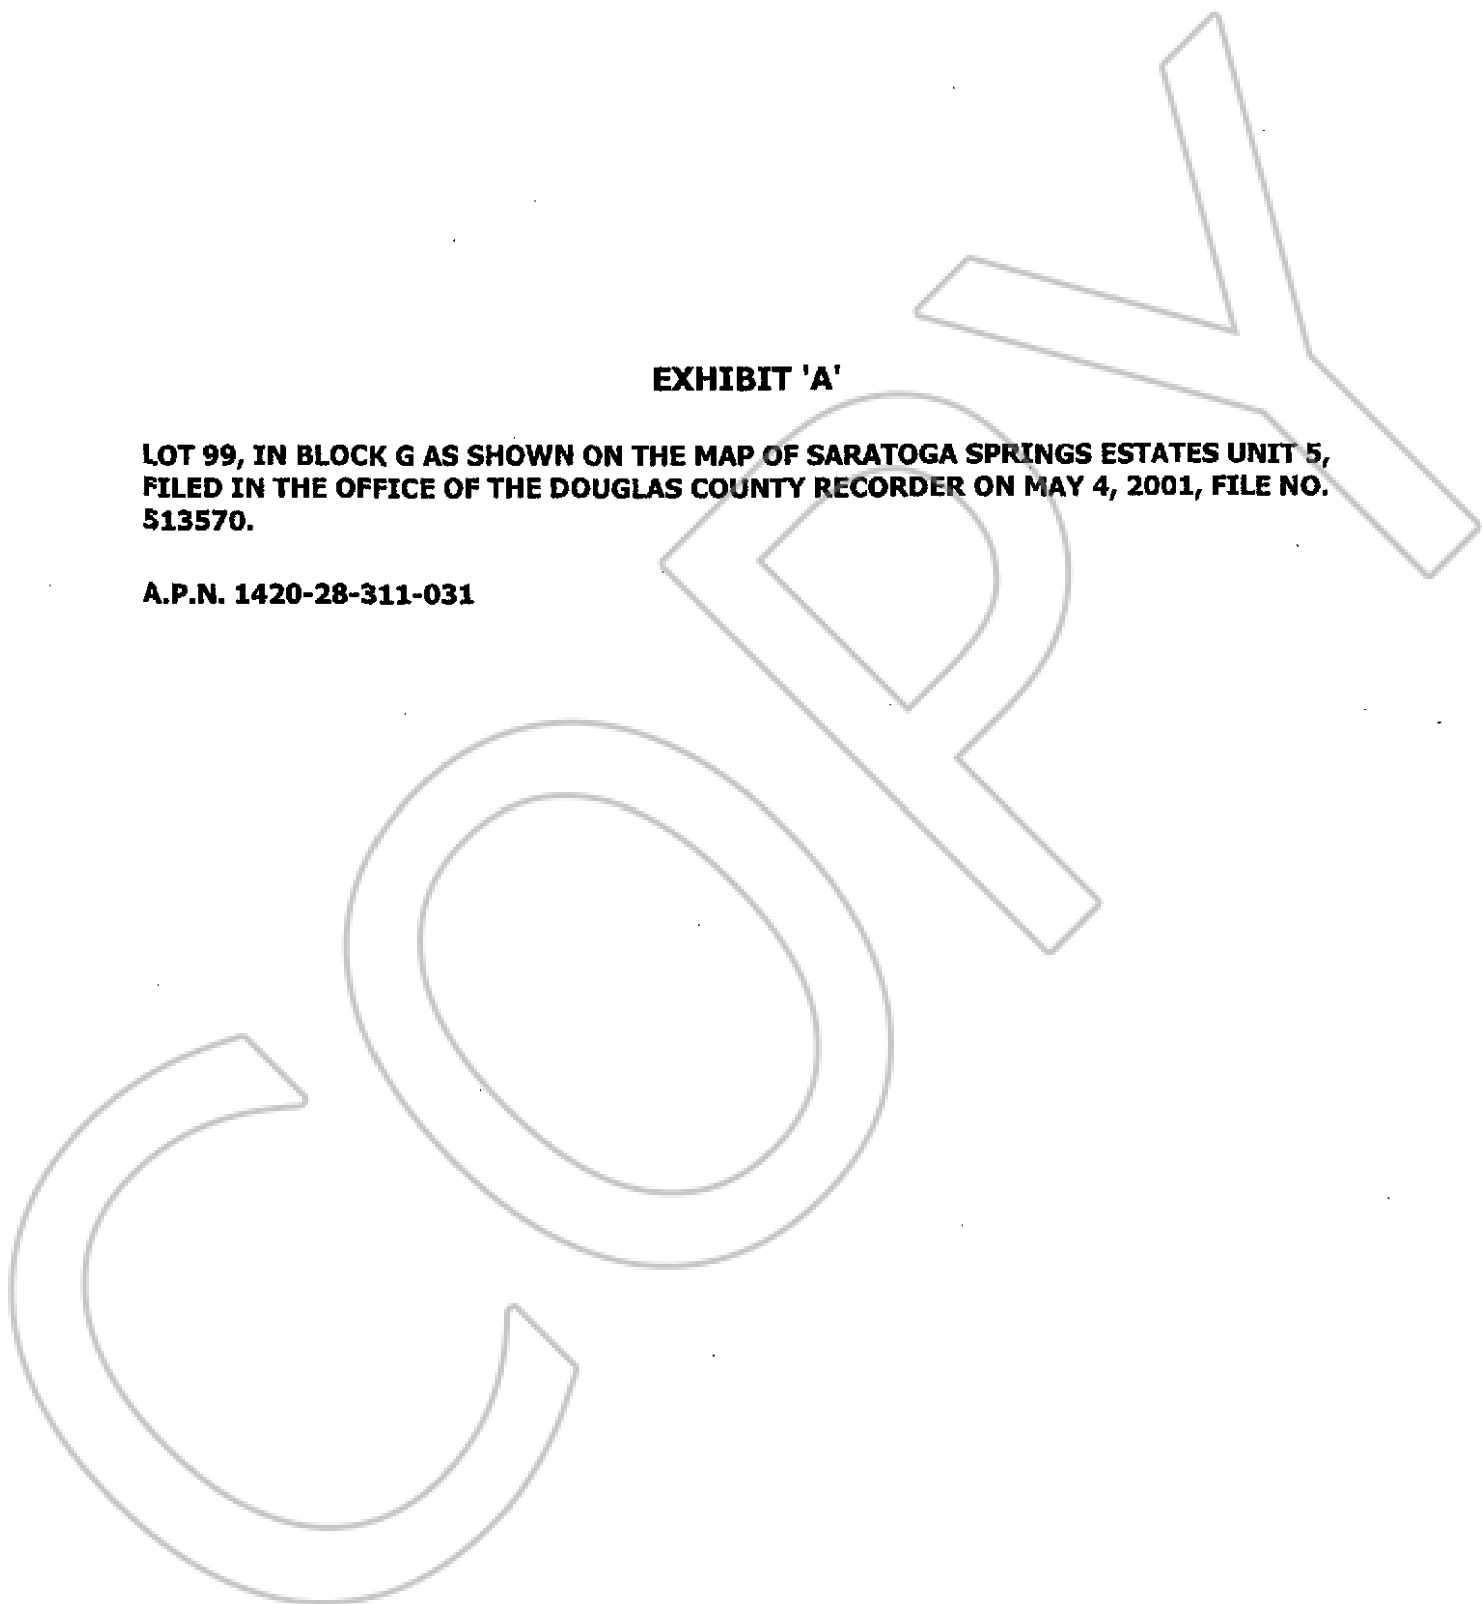 EXHIBIT 'A'
LOT 99, IN BLOCK G AS SHOWN ON THE MAP OF SARATOGA SPRINGS ESTATES UNIT 5,
FILED IN THE OFFICE OF THE DOUGLAS COUNTY RECORDER ON MAY 4, 2001, FILE NO.
513570.
A.P.N. 1420-28-311-031
COPY